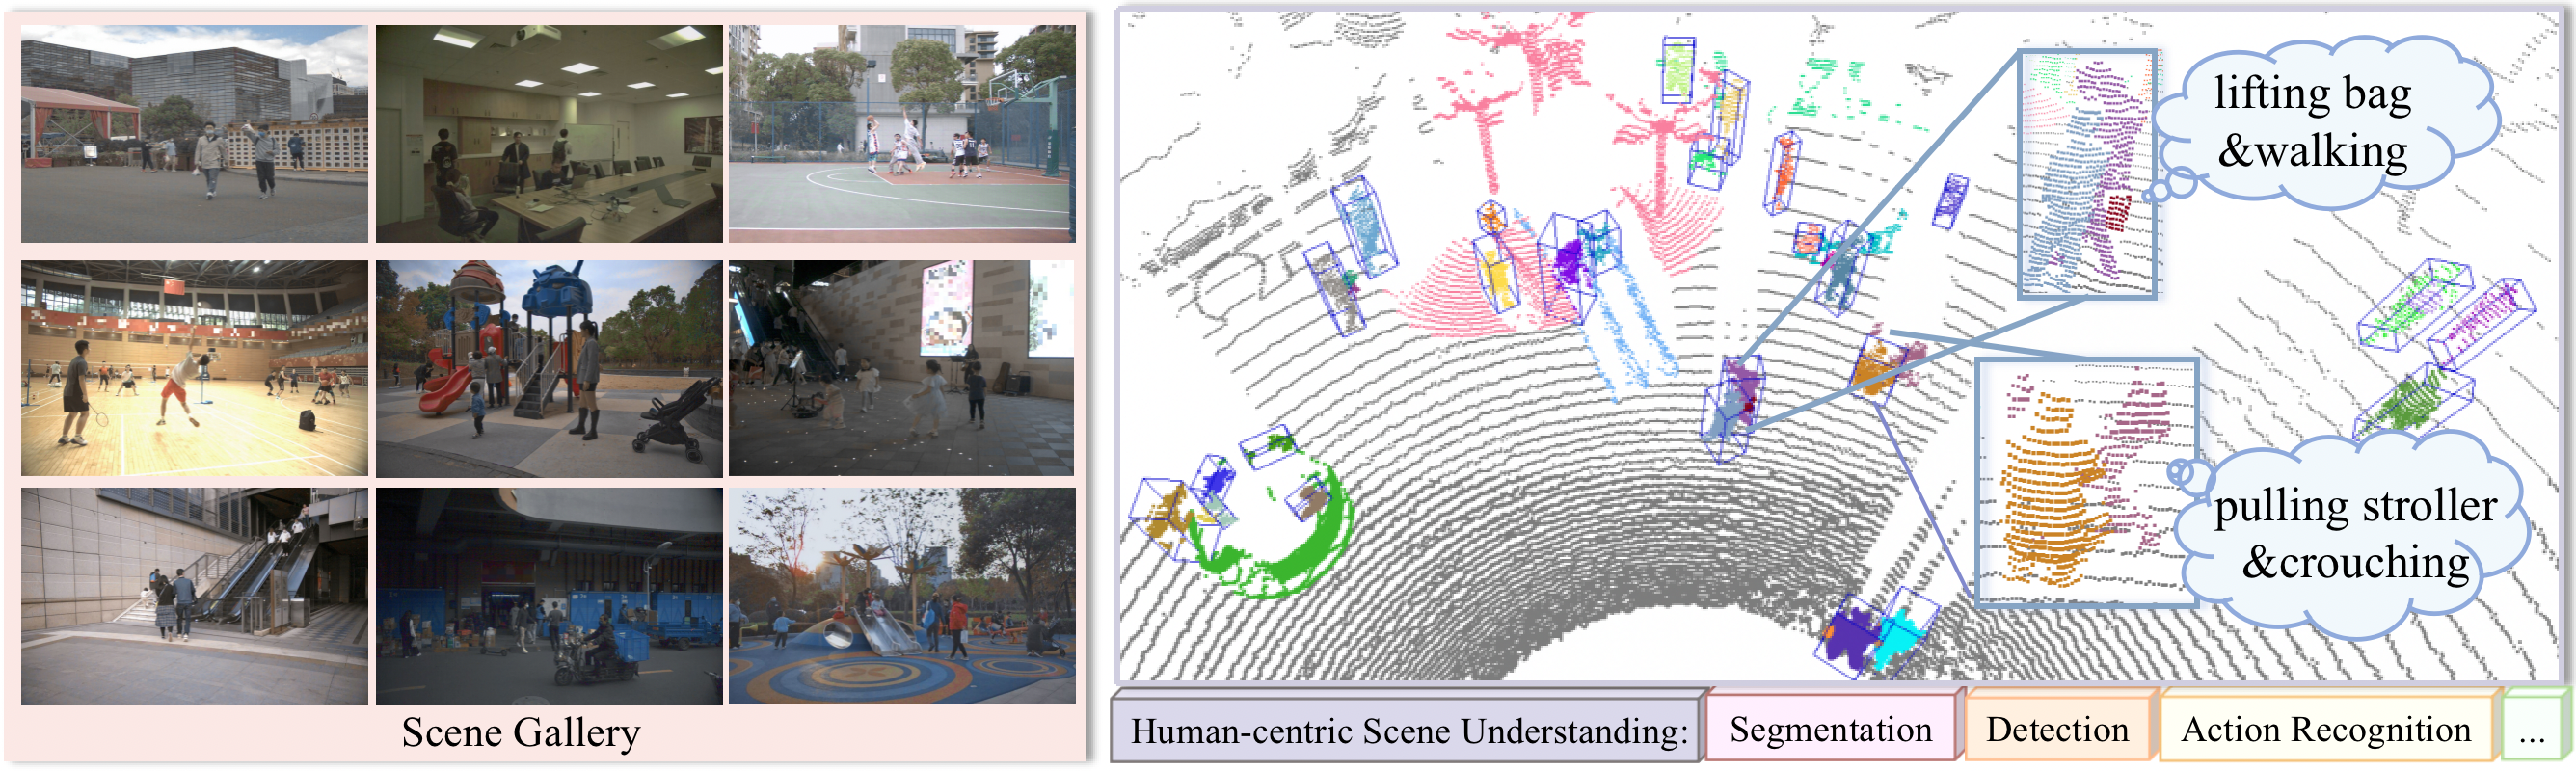 Scene Gallery
lifting bag
&walking
pulling stroller
&crouching
Human-centric Scene Understanding:
Segmentation
Detection
Action Recognition
...